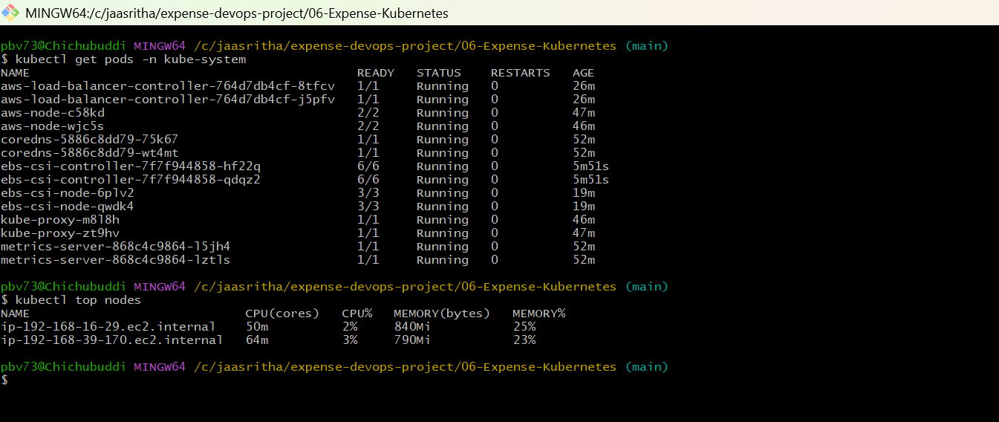 MINGW64:/c/jaasritha/expense-devops-project/06-Expense-Kubernetes
pbv73@Chichubuddi MINGW64 /c/jaasritha/expense-devops-project/06-Expense-Kubernetes (main)
$ kubectl get pods -n kube-system
NAME READY STATUS RESTARTS AGE
aws-load-balancer-controller-764d7db4cf-8tfcv 1/1 Running 0 26m
aws-load-balancer-controller-764d7db4cf-j5pfv 1/1 Running 0 26m
aws-node-c58kd 2/2 Running 0 47m
aws-node-wjc5s 2/2 Running 0 46m
coredns-5886c8dd79-75k67 1/1 Running 0 52m
coredns-5886c8dd79-wt4mt 1/1 Running 0 52m
ebs-csi-controller-7f7f944858-hf22q 6/6 Running 0 5m51s
ebs-csi-controller-7f7f944858-qdqz2 6/6 Running 0 5m51s
ebs-csi-node-6plv2 3/3 Running 0 19m
ebs-csi-node-qwdk4 3/3 Running 0 19m
kube-proxy-m8l8h 1/1 Running 0 46m
kube-proxy-zt9hv 1/1 Running 0 47m
metrics-server-868c4c9864-l5jh4 1/1 Running 0 52m
metrics-server-868c4c9864-lztls 1/1 Running 0 52m
pbv73@Chichubuddi MINGW64 /c/jaasritha/expense-devops-project/06-Expense-Kubernetes (main)
$ kubectl top nodes
NAME CPU(cores) CPU% MEMORY(bytes) MEMORY%
ip-192-168-16-29.ec2.internal 50m 2% 840Mi 25%
ip-192-168-39-170.ec2.internal 64m 3% 790Mi 23%
pbv73@Chichubuddi MINGW64 /c/jaasritha/expense-devops-project/06-Expense-Kubernetes (main)
$